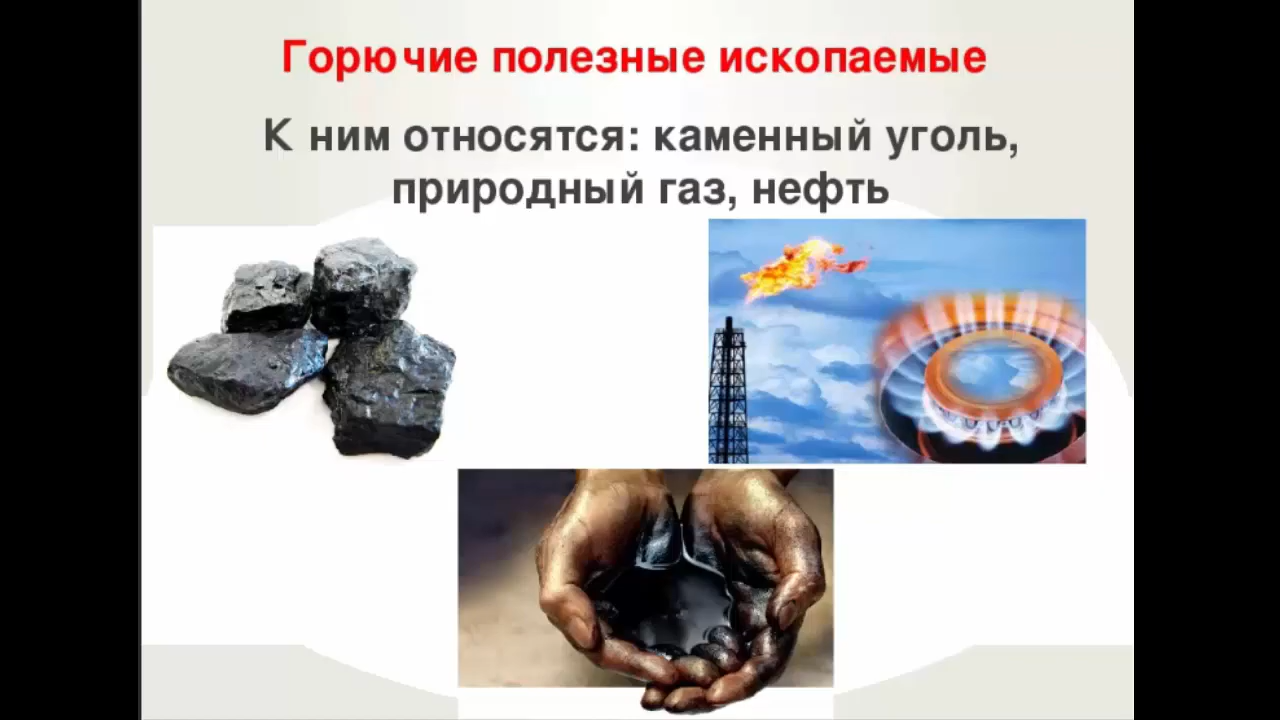 Горючие полезные ископаемые
К ним относятся: каменный уголь,
природный газ, нефть